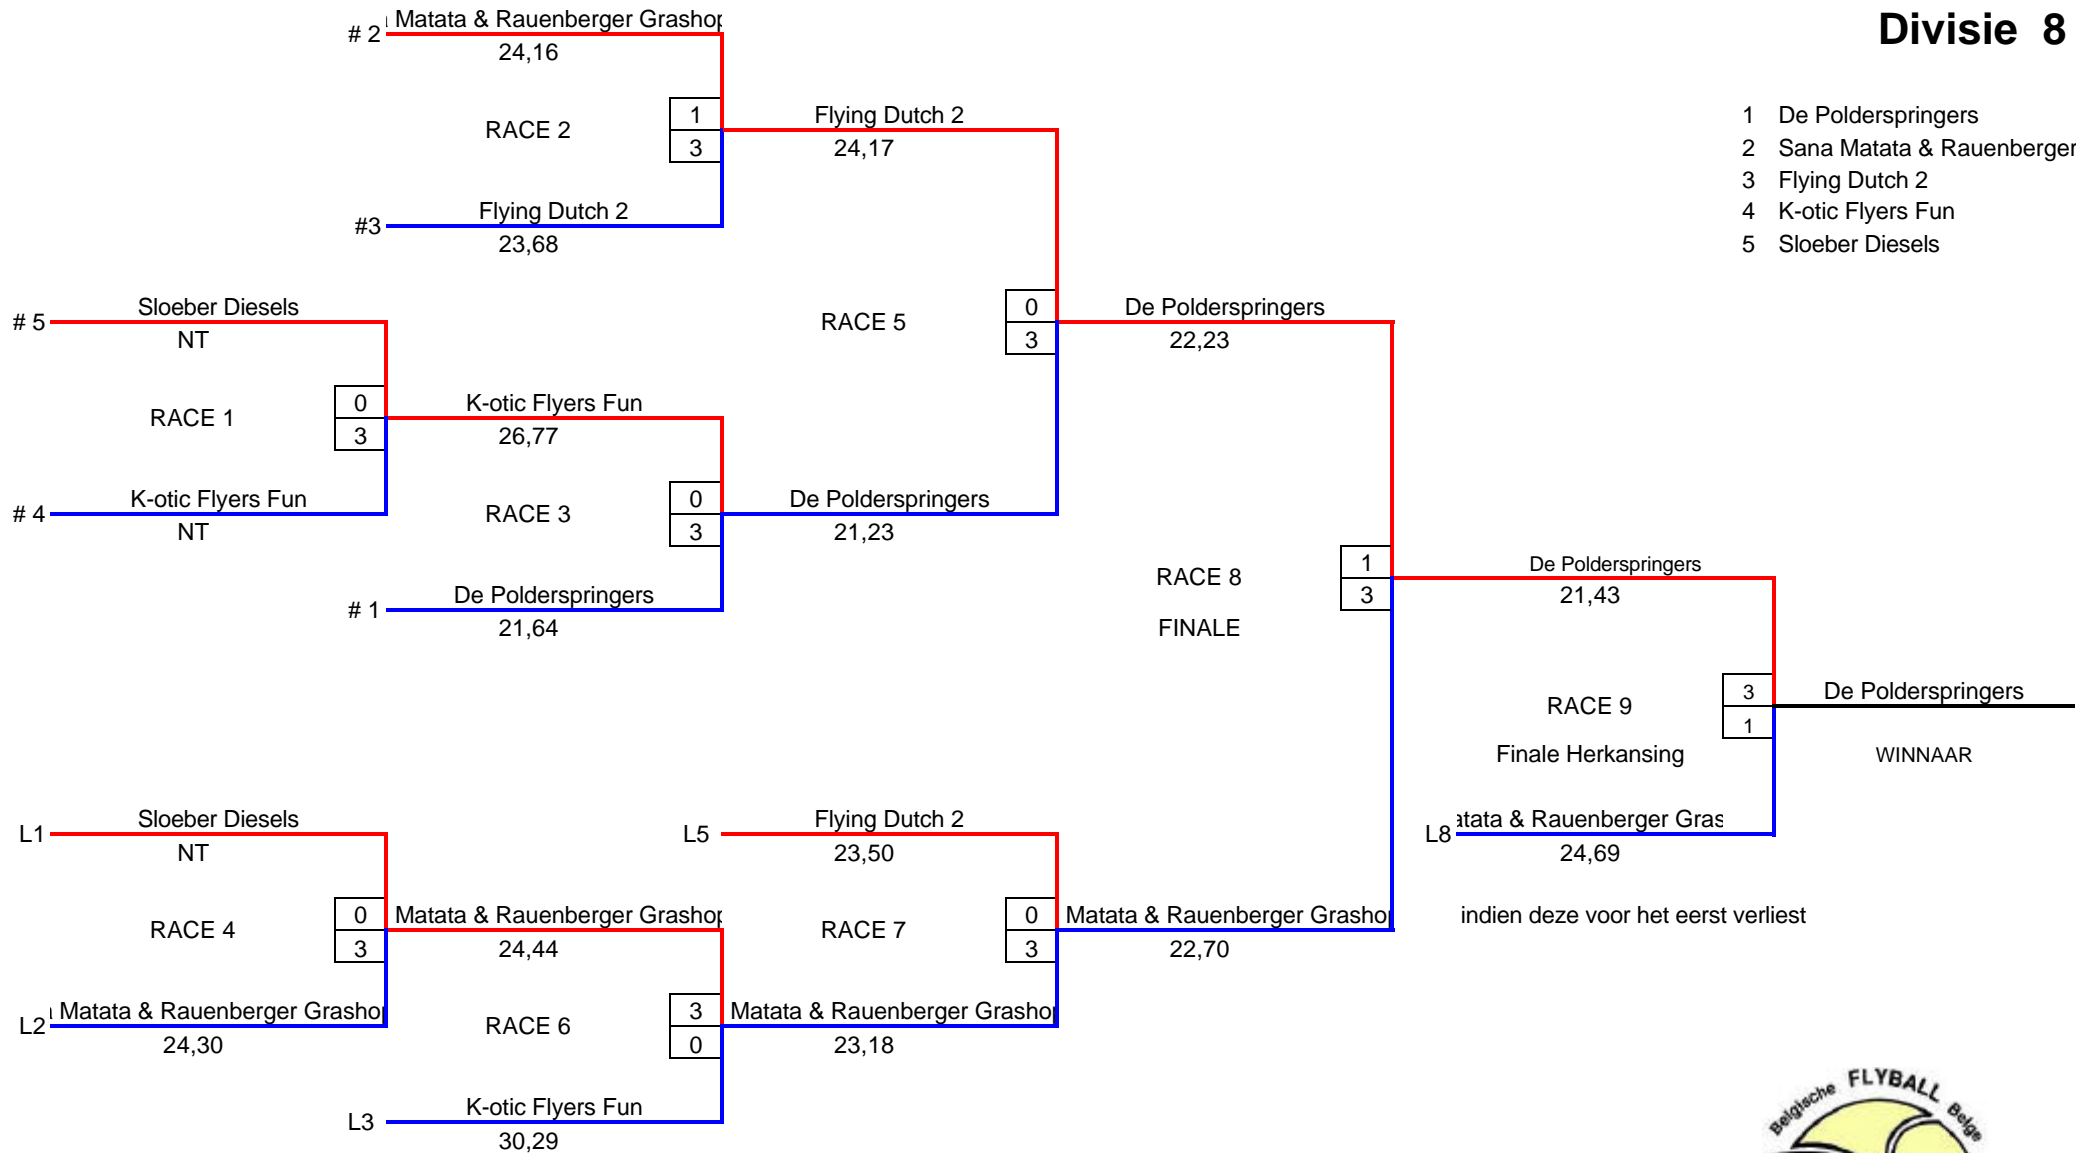 Divisie 8
1 De Polderspringers
2 Sana Matata & Rauenberger
3 Flying Dutch 2
4 K-otic Flyers Fun
5 Sloeber Diesels
# 2 Matata & Rauenberger Grashop
24,16
RACE 2 1 3
Flying Dutch 2
24,17
#3 Flying Dutch 2
23,68
# 5 Sloeber Diesels
NT
RACE 1 0 3
K-otic Flyers Fun
26,77
# 4 K-otic Flyers Fun
NT
RACE 3 0 3
De Polderspringers
21,23
# 1 De Polderspringers
21,64
RACE 5 0 3
De Polderspringers
22,23
RACE 8 1 3
FINALE
De Polderspringers
21,43
RACE 9 3 1
Finale Herkansing
De Polderspringers
WINNAAR
L1 Sloeber Diesels
NT
RACE 4 0 3
Matata & Rauenberger Grashop
24,44
L2 Matata & Rauenberger Grashop
24,30
RACE 6 3 0
Matata & Rauenberger Grashop
23,18
L3 K-otic Flyers Fun
30,29
L5 Flying Dutch 2
23,50
RACE 7 0 3
Matata & Rauenberger Grashop
22,70
L8 atata & Rauenberger Gras
24,69
indien deze voor het eerst verliest
Belgische FLYBALL Belge